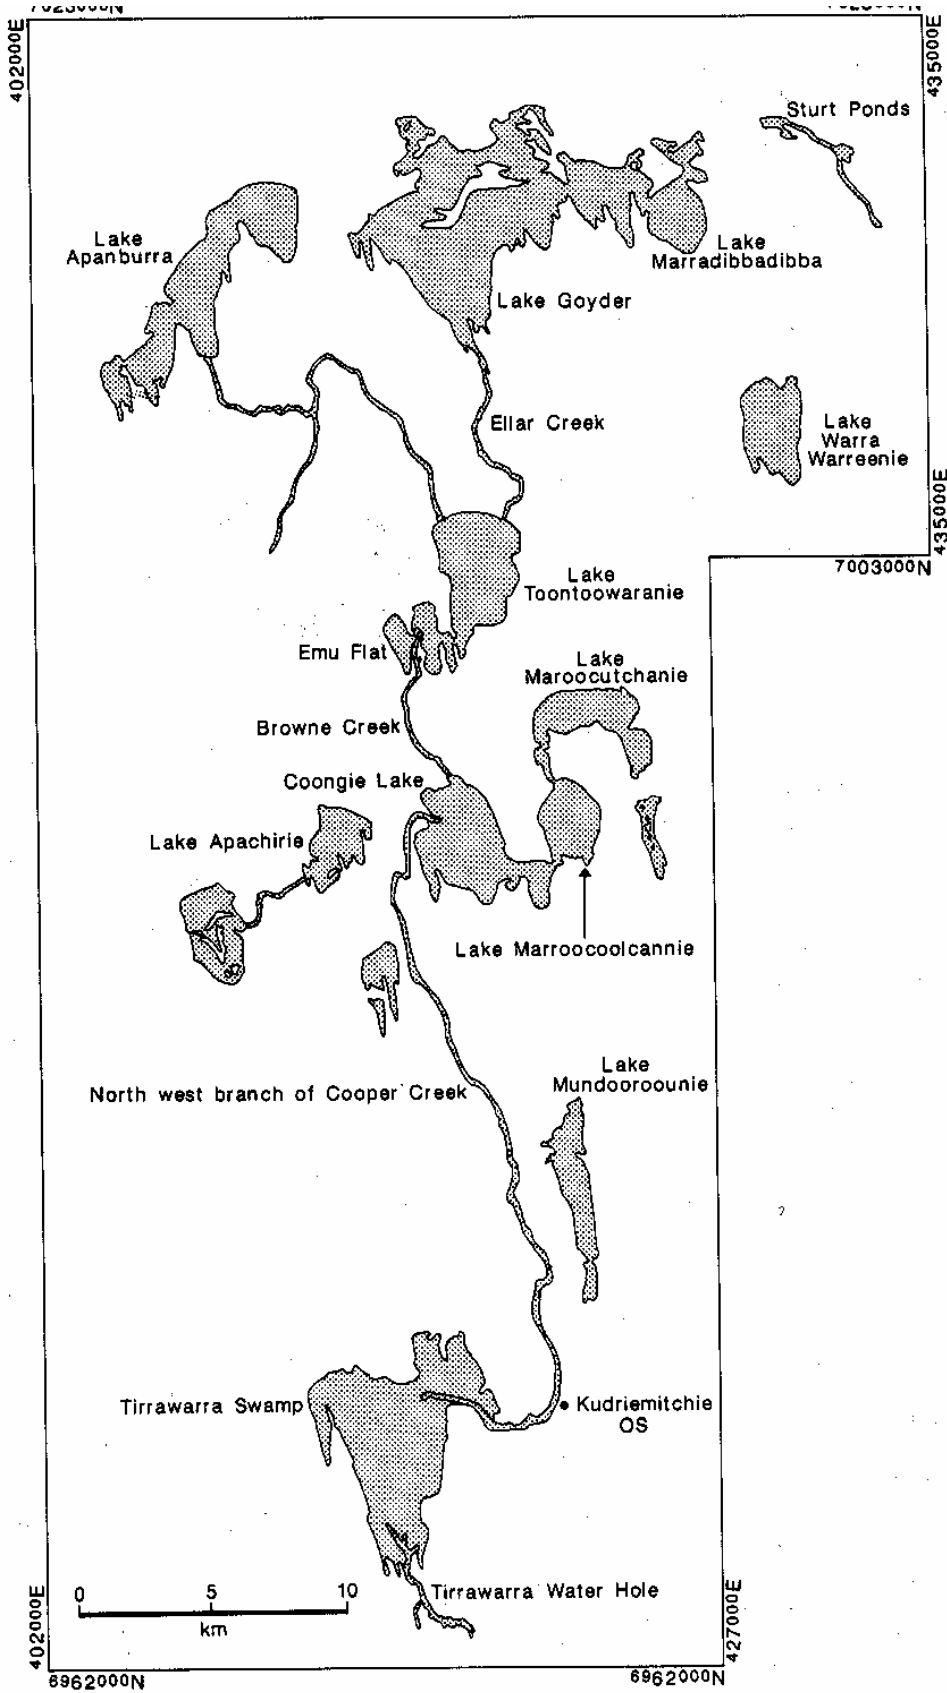 7023000N
402000E
435000E
Sturt Ponds
Lake
Apanburra
Lake
Marradibbadibba
Lake Goyder
Ellar Creek
Lake
Warra
Warreenie
435000E
7003000N
Lake
Toontoowaranie
Emu Flat
Lake
Maroocutchanie
Browne Creek
Coongie Lake
Lake Apachirie
Lake Marroocoolcannie
Lake
Mundooroounie
North west branch of Cooper Creek
Tirrawarra Swamp
Kudriemitchie
OS
Tirrawarra Water Hole
0 5 10
km
402000E
427000E
6962000N
6962000N